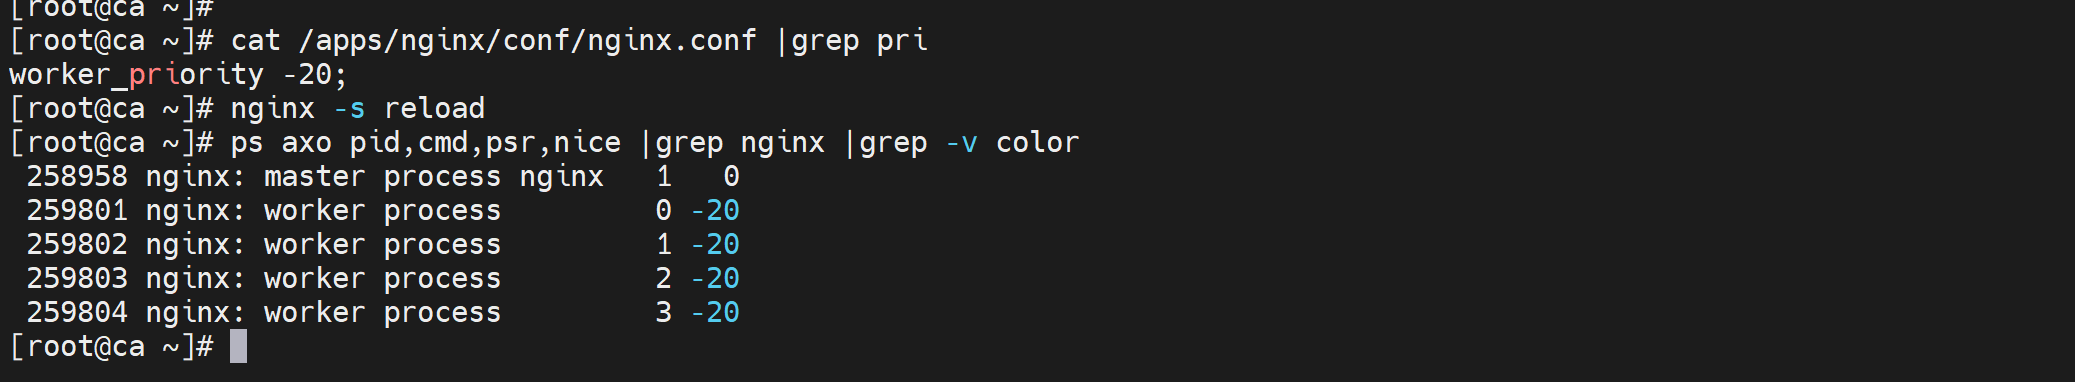 [root@ca ~]#
[root@ca ~]# cat /apps/nginx/conf/nginx.conf |grep pri
worker_priority -20;
[root@ca ~]# nginx -s reload
[root@ca ~]# ps axo pid,cmd,psr,nice |grep nginx |grep -v color
 258958 nginx: master process nginx   1   0
 259801 nginx: worker process         0 -20
 259802 nginx: worker process         1 -20
 259803 nginx: worker process         2 -20
 259804 nginx: worker process         3 -20
[root@ca ~]#